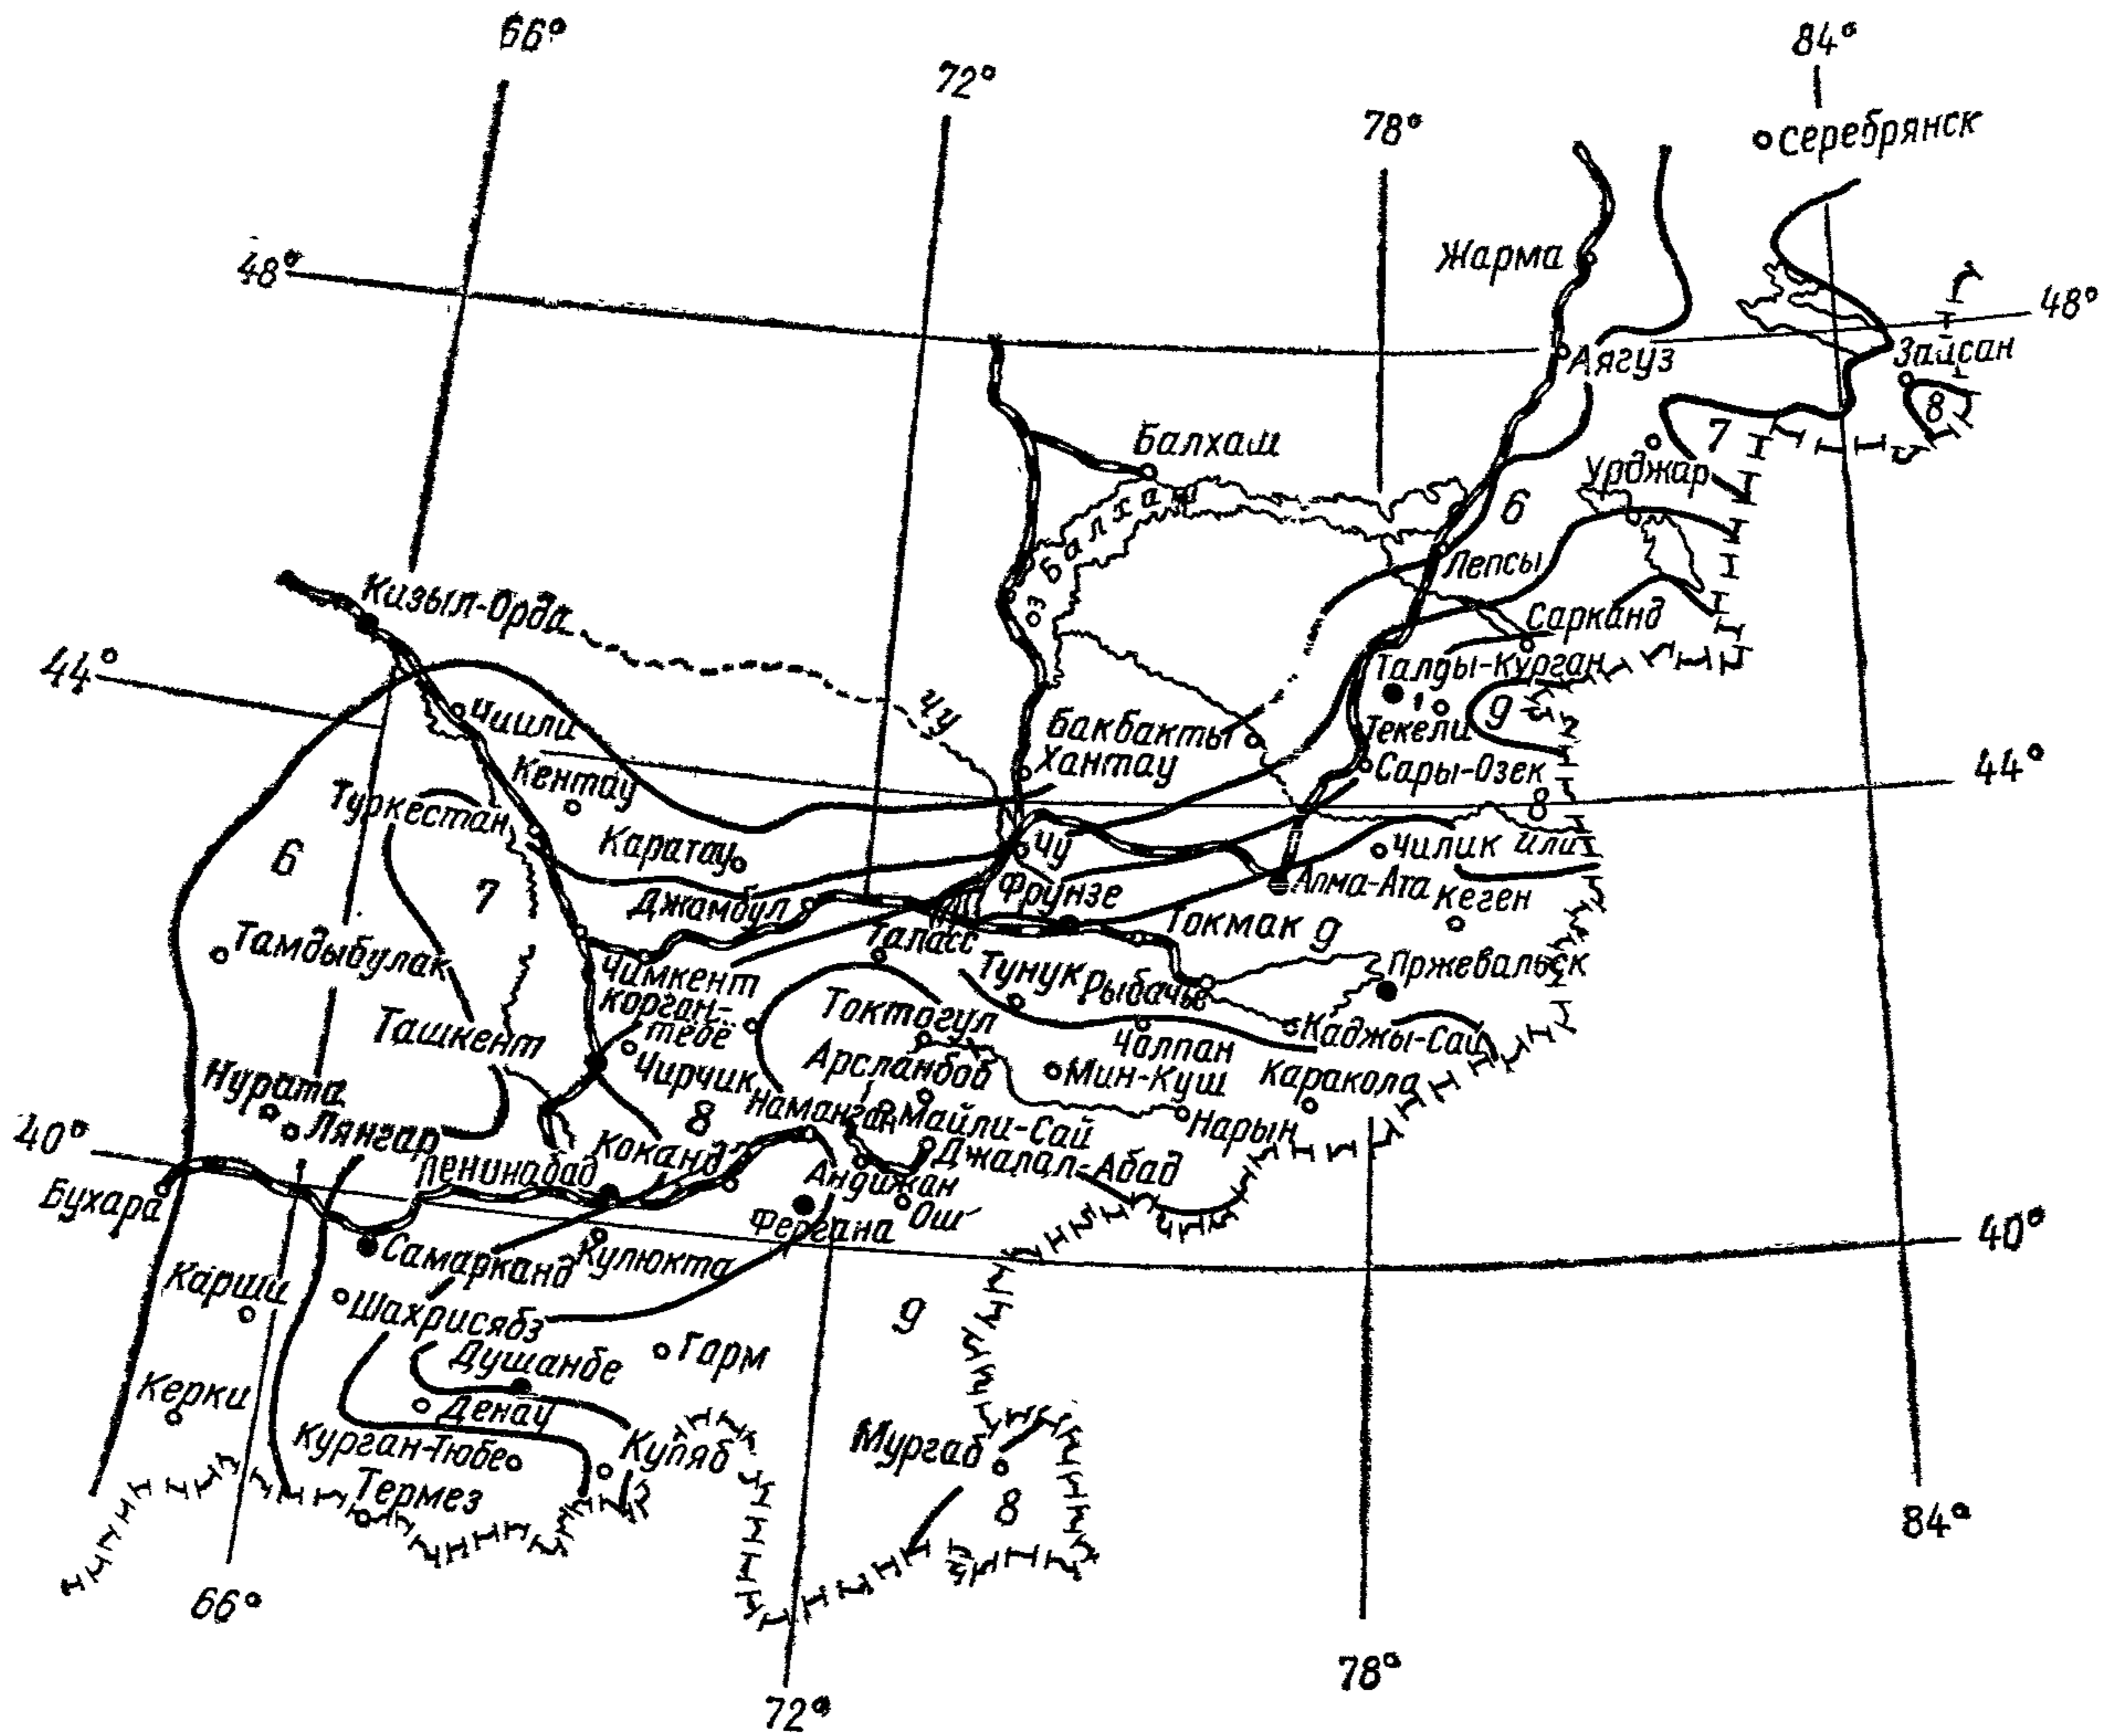 66°
72°
78°
84°
Серебрянск
Жарма
48°
48°
Аягуз
Зайсан
8
7
Балхаш
Урджар
оз Балхаш
6
Лепсы
Кизыл-Орда
Сарканд
44°
Талды-Курган
9
Чу
Чиили
Бакбакты
Текели
Хантау
Сары-Озек
44°
Кентау
Туркестан
8
6
Каратау
Чу
Чилик
Или
7
Фрунзе
Алма-Ата
Кеген
Джамбул
Токмак
9
Тамдыбулак
Талас
Чимкент
Тунук
Рыбачье
Пржевальск
Корган-
тёбё
Токтогул
Ташкент
Чалпан
Каджы-Сай
Чирчик
Арсланбоб
Мин-Куш
Каракола
Нурата
8
Наманган
Майли-Сай
Нарын
40°
Лянгар
Коканд
Джалал-Абад
Ленинабад
Андижан
Бухара
Ош
Фергана
40°
Самарканд
Кулюкта
Карши
Шахрисябз
9
Гарм
Душанбе
Керки
Денау
Курган-Тюбе
Куляб
Мургаб
Термез
8
84°
66°
78°
72°